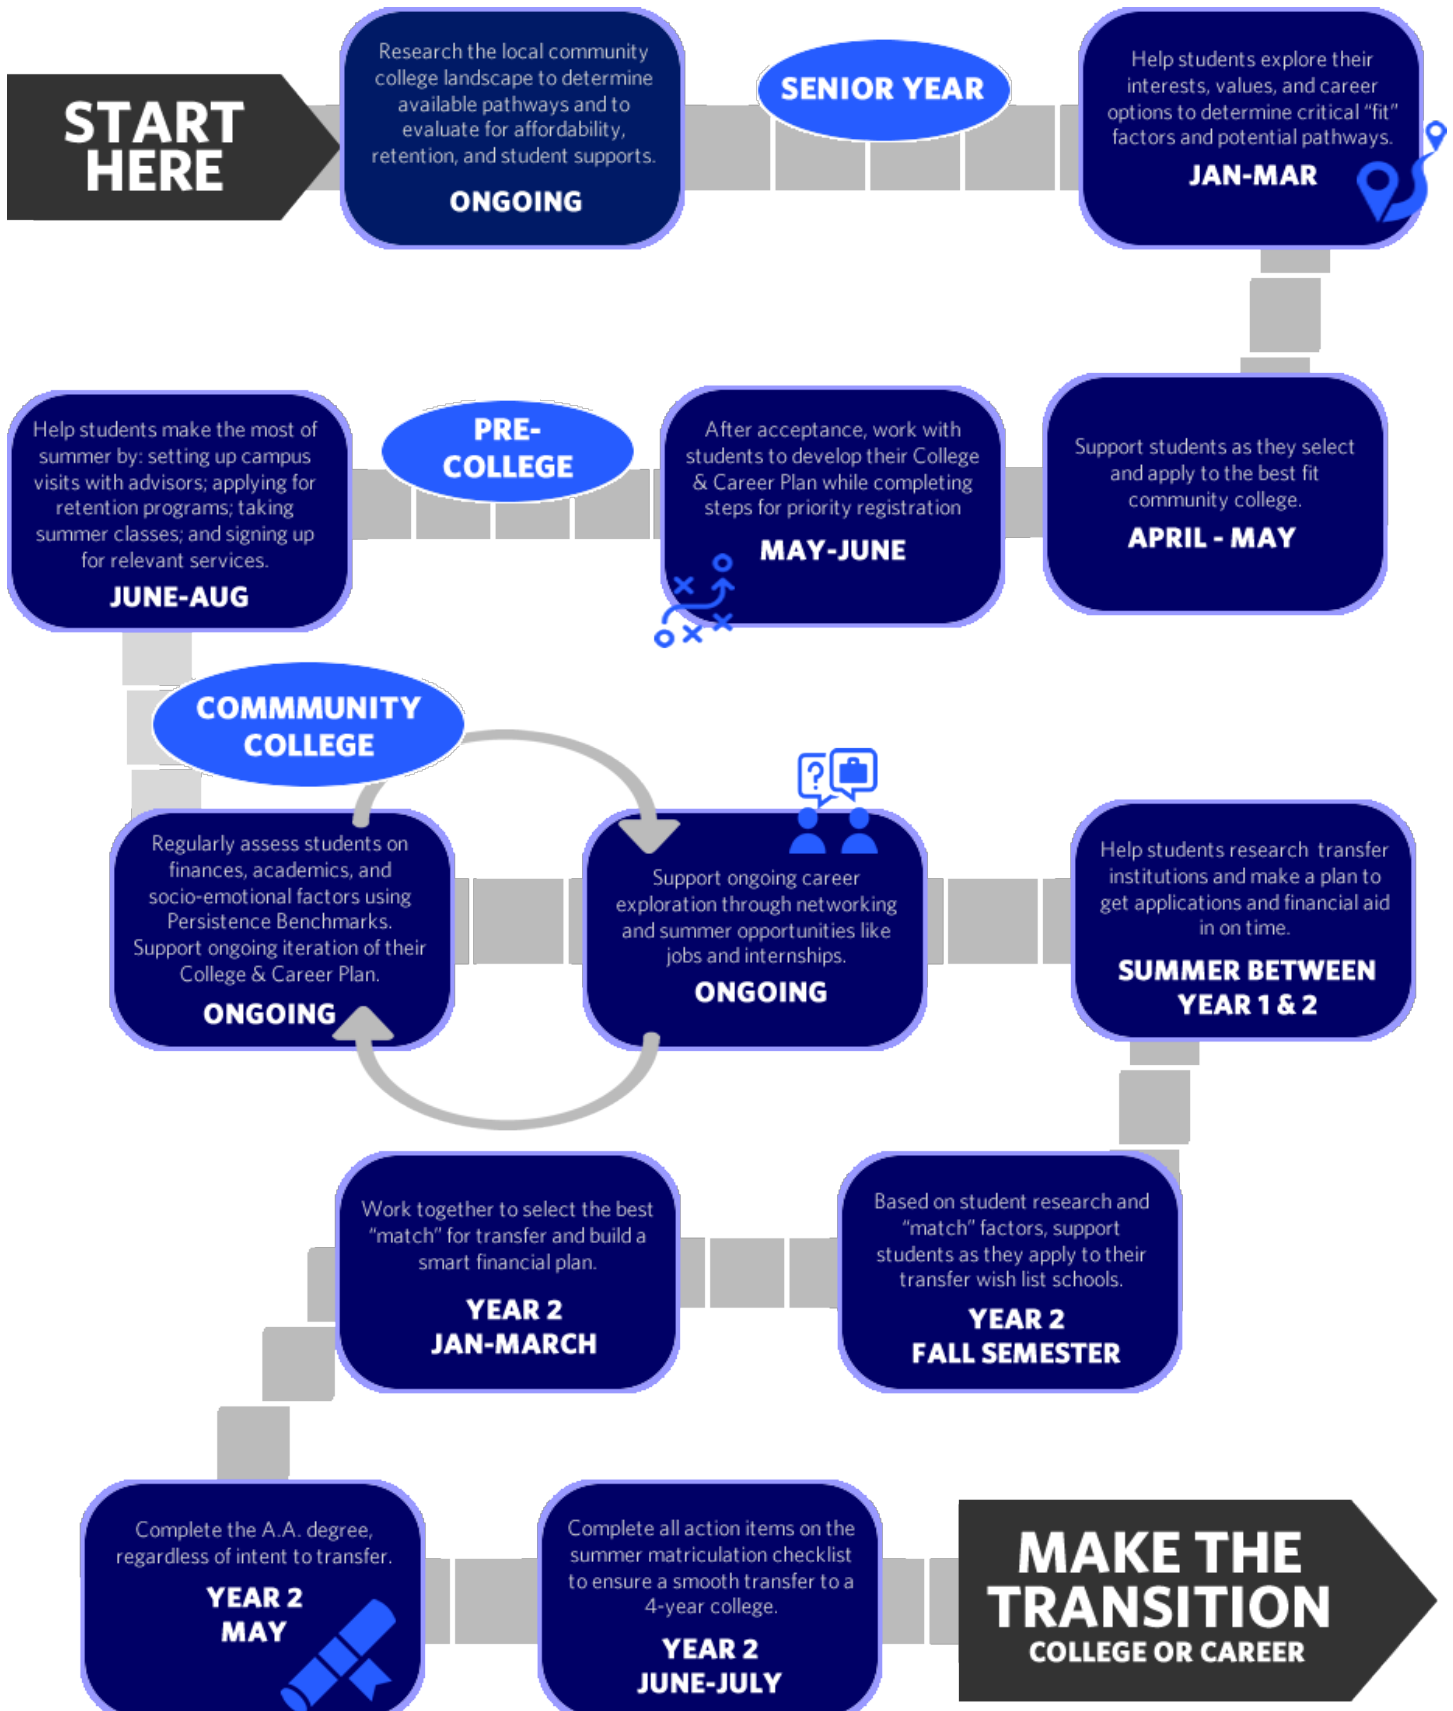 START
HERE
Research the local community
college landscape to determine
available pathways and to
evaluate for affordability,
retention, and student supports.
ONGOING
SENIOR YEAR
Help students explore their
interests, values, and career
options to determine critical “fit”
factors and potential pathways.
JAN-MAR
Support students as they select
and apply to the best fit
community college.
APRIL - MAY
After acceptance, work with
students to develop their College
& Career Plan while completing
steps for priority registration
MAY-JUNE
PRE-
COLLEGE
Help students make the most of
summer by: setting up campus
visits with advisors; applying for
retention programs; taking
summer classes; and signing up
for relevant services.
JUNE-AUG
COMMMUNITY
COLLEGE
Regularly assess students on
finances, academics, and
socio-emotional factors using
Persistence Benchmarks.
Support ongoing iteration of their
College & Career Plan.
ONGOING
?
Support ongoing career
exploration through networking
and summer opportunities like
jobs and internships.
ONGOING
Help students research transfer
institutions and make a plan to
get applications and financial aid
in on time.
SUMMER BETWEEN
YEAR 1 & 2
Based on student research and
“match” factors, support
students as they apply to their
transfer wish list schools.
YEAR 2
FALL SEMESTER
Work together to select the best
“match” for transfer and build a
smart financial plan.
YEAR 2
JAN-MARCH
Complete the A.A. degree,
regardless of intent to transfer.
YEAR 2
MAY
Complete all action items on the
summer matriculation checklist
to ensure a smooth transfer to a
4-year college.
YEAR 2
JUNE-JULY
MAKE THE
TRANSITION
COLLEGE OR CAREER